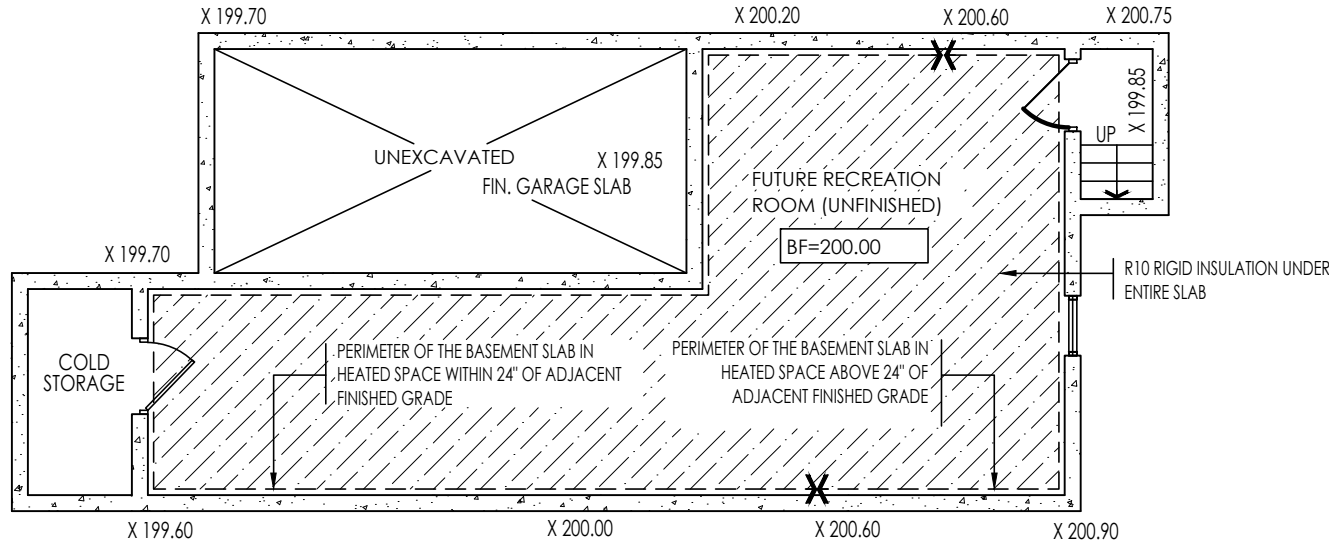 X 199.70
X 200.20
X 200.60
X 200.75
X 199.85
UP
UNEXCAVATED
X 199.85
FIN. GARAGE SLAB
FUTURE RECREATION
ROOM (UNFINISHED)
BF=200.00
X 199.70
R10 RIGID INSULATION UNDER
ENTIRE SLAB
COLD
STORAGE
PERIMETER OF THE BASEMENT SLAB IN
HEATED SPACE WITHIN 24" OF ADJACENT
FINISHED GRADE
PERIMETER OF THE BASEMENT SLAB IN
HEATED SPACE ABOVE 24" OF
ADJACENT FINISHED GRADE
X 199.60
X 200.00
X 200.60
X 200.90